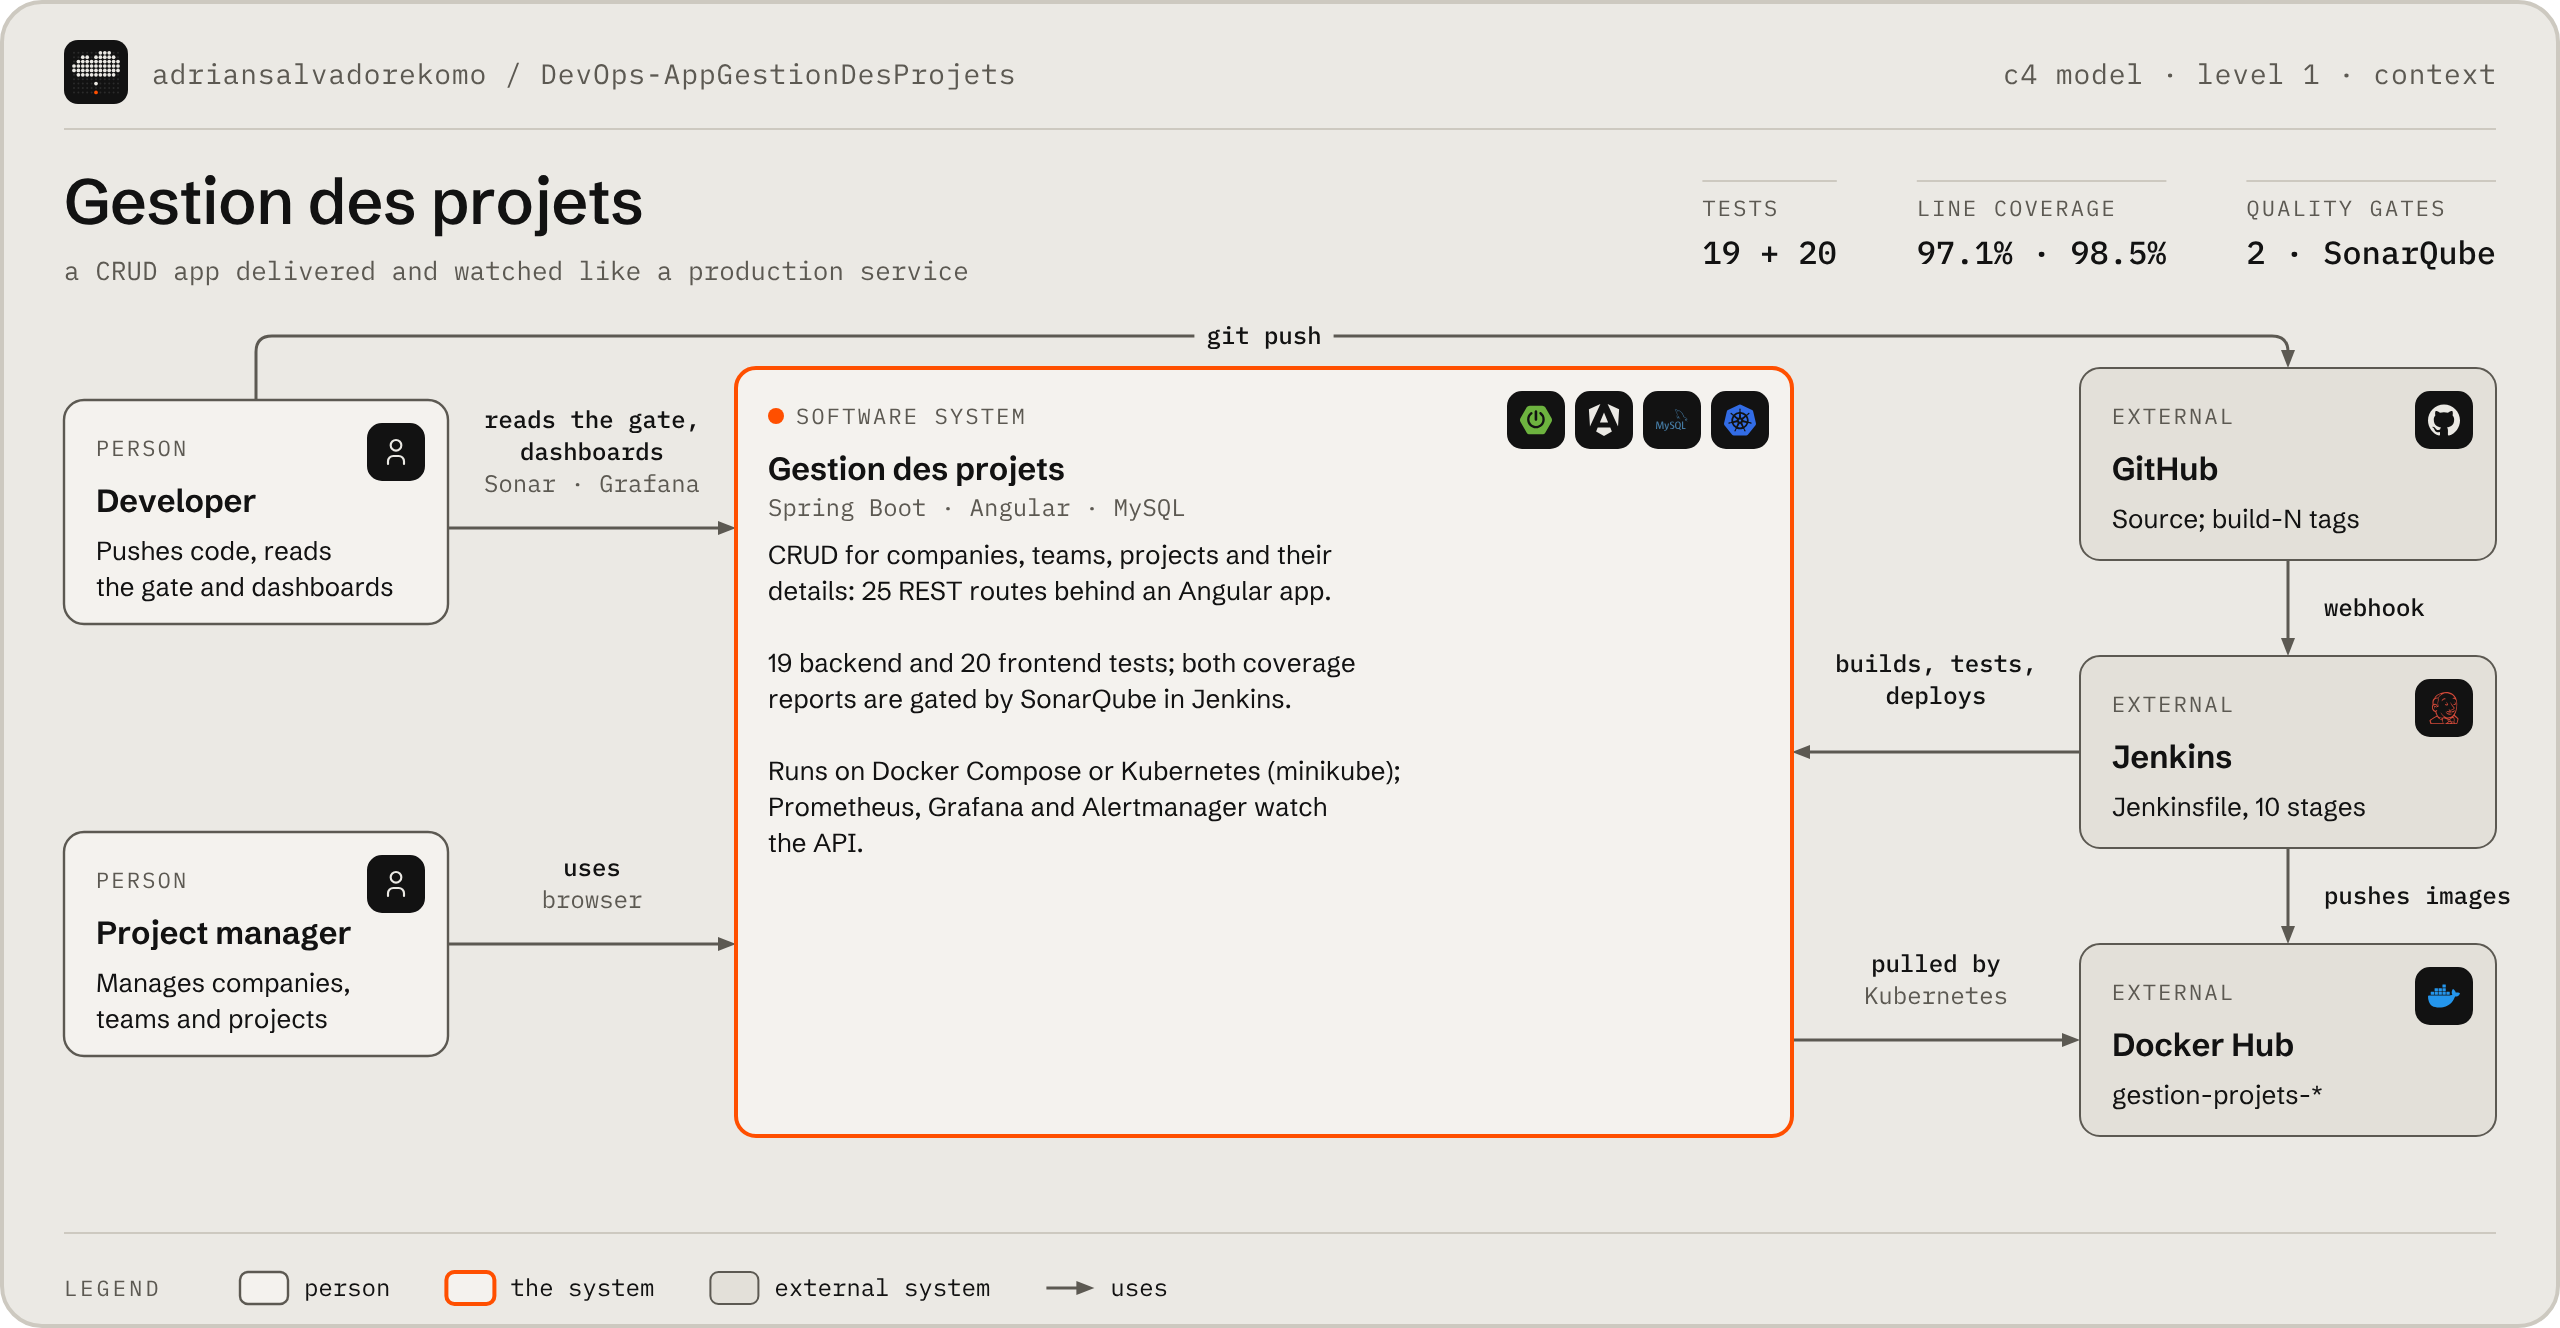 adriansalvadorekomo / DevOps-AppGestionDesProjets
c4 model · level 1 · context
Gestion des projets
a CRUD app delivered and watched like a production service
TESTS
19 + 20
LINE COVERAGE
97.1% · 98.5%
QUALITY GATES
2 · SonarQube
git push
PERSON
Developer
Pushes code, reads
the gate and dashboards
reads the gate,
dashboards
Sonar · Grafana
PERSON
Project manager
Manages companies,
teams and projects
uses
browser
SOFTWARE SYSTEM
MySQL
Gestion des projets
Spring Boot · Angular · MySQL
CRUD for companies, teams, projects and their
details: 25 REST routes behind an Angular app.
19 backend and 20 frontend tests; both coverage
reports are gated by SonarQube in Jenkins.
Runs on Docker Compose or Kubernetes (minikube);
Prometheus, Grafana and Alertmanager watch
the API.
builds, tests,
deploys
pulled by
Kubernetes
EXTERNAL
GitHub
Source; build-N tags
webhook
EXTERNAL
Jenkins
Jenkinsfile, 10 stages
pushes images
EXTERNAL
Docker Hub
gestion-projets-*
LEGEND
person
the system
external system
uses